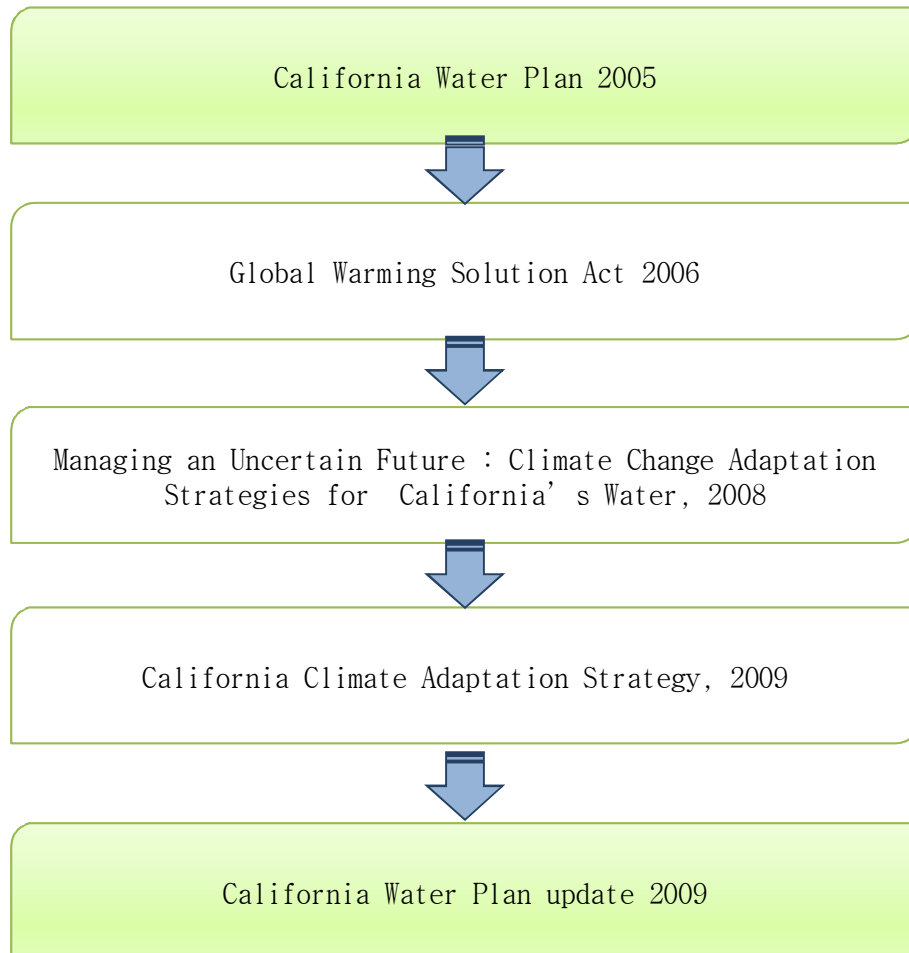 California Water Plan 2005
Global Warming Solution Act 2006
Managing an Uncertain Future : Climate Change Adaptation
Strategies for California’s Water, 2008
California Climate Adaptation Strategy, 2009
California Water Plan update 2009